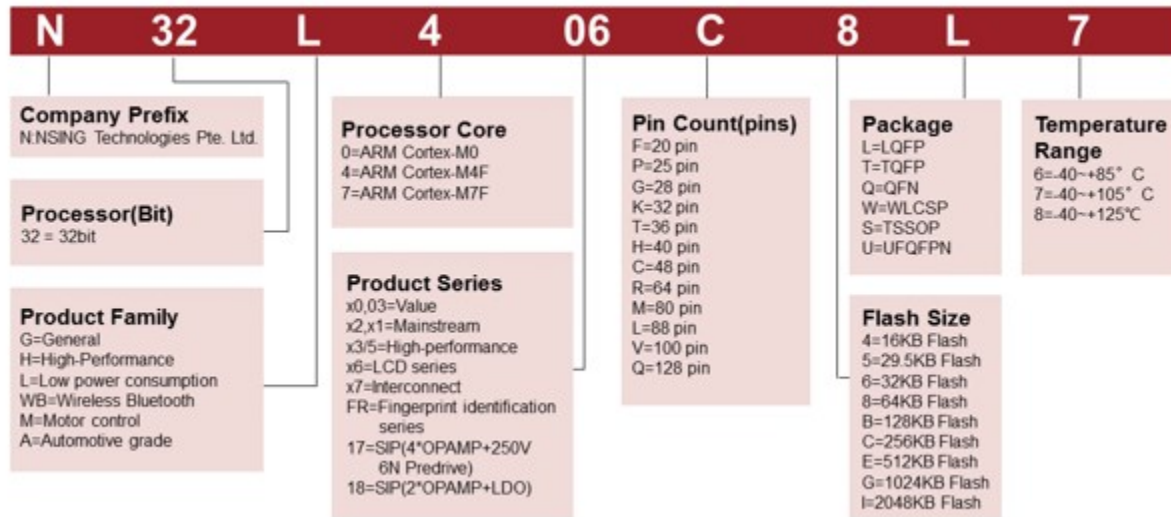 N 32 L 4 06 C 8 L 7
Company Prefix
N:NSING Technologies Pte. Ltd.
Processor(Bit)
32 = 32bit
Product Family
G=General
H=High-Performance
L=Low power consumption
WB=Wireless Bluetooth
M=Motor control
A=Automotive grade
Processor Core
0=ARM Cortex-M0
4=ARM Cortex-M4F
7=ARM Cortex-M7F
Product Series
x0,03=Value
x2,x1=Mainstream
x3/5=High-performance
x6=LCD series
x7=Interconnect
FR=Fingerprint identification
series
17=SIP(4*OPAMP+250V
6N Predrive)
18=SIP(2*OPAMP+LDO)
Pin Count(pins)
F=20 pin
P=25 pin
G=28 pin
K=32 pin
T=36 pin
H=40 pin
C=48 pin
R=64 pin
M=80 pin
L=88 pin
V=100 pin
Q=128 pin
Package
L=LQFP
T=TQFP
Q=QFN
W=WLCSP
S=TSSOP
U=UFQFPN
Flash Size
4=16KB Flash
5=29.5KB Flash
6=32KB Flash
8=64KB Flash
B=128KB Flash
C=256KB Flash
E=512KB Flash
G=1024KB Flash
I=2048KB Flash
Temperature
Range
6=-40~+85° C
7=-40~+105° C
8=-40~+125℃